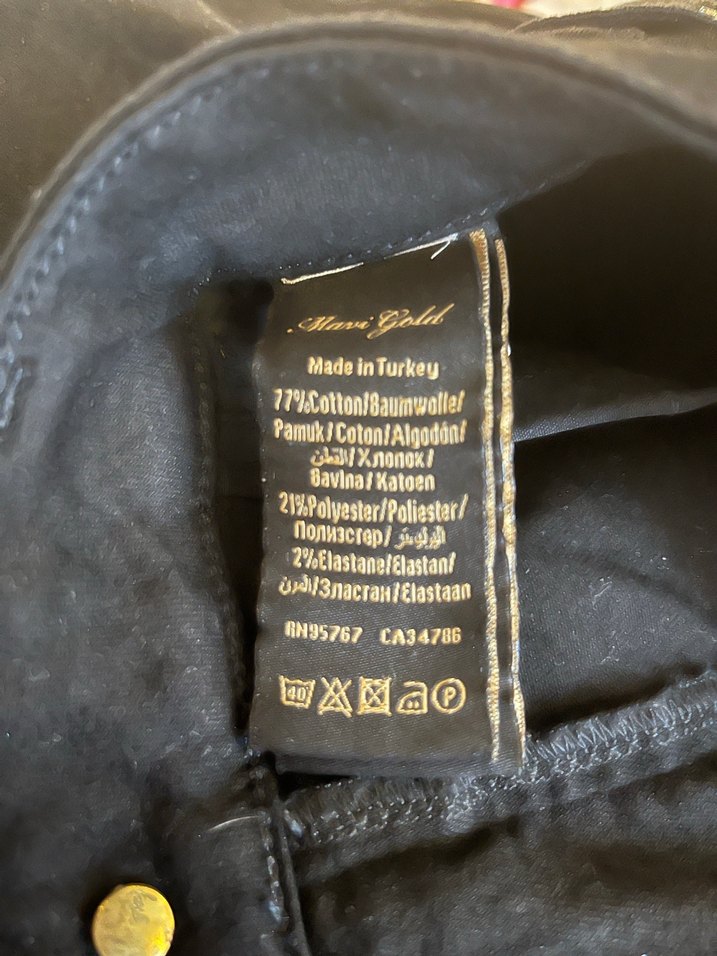 Mavi Gold
Made in Turkey
77%Cotton/Baumwolle/
Pamuk/Coton/Algodón/
القطن/Хлопок/
Bavlna/Katoen
21%Polyester/Poliester/
Полиэстер/
2%Elastane/Elastan/
/Эластан/Elastaan
RN95767 CA34786
40 P